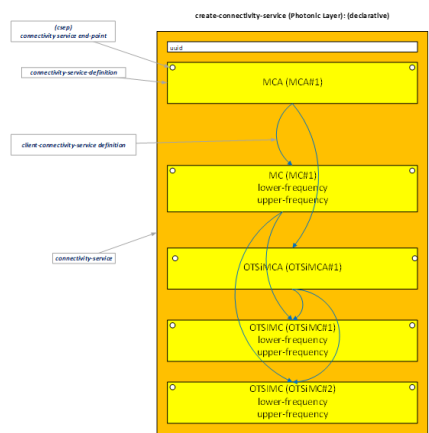 create-connectivity-service (Photonic Layer): (declarative)
(csep)
connectivity service end-point
uuid
connectivity-service-definition
MCA (MCA#1)
client-connectivity-service definition
MC (MC#1)
lower-frequency
upper-frequency
connectivity-service
OTSiMCA (OTSiMCA#1)
OTSIMC (OTSiMC#1)
lower-frequency
upper-frequency
OTSIMC (OTSiMC#2)
lower-frequency
upper-frequency